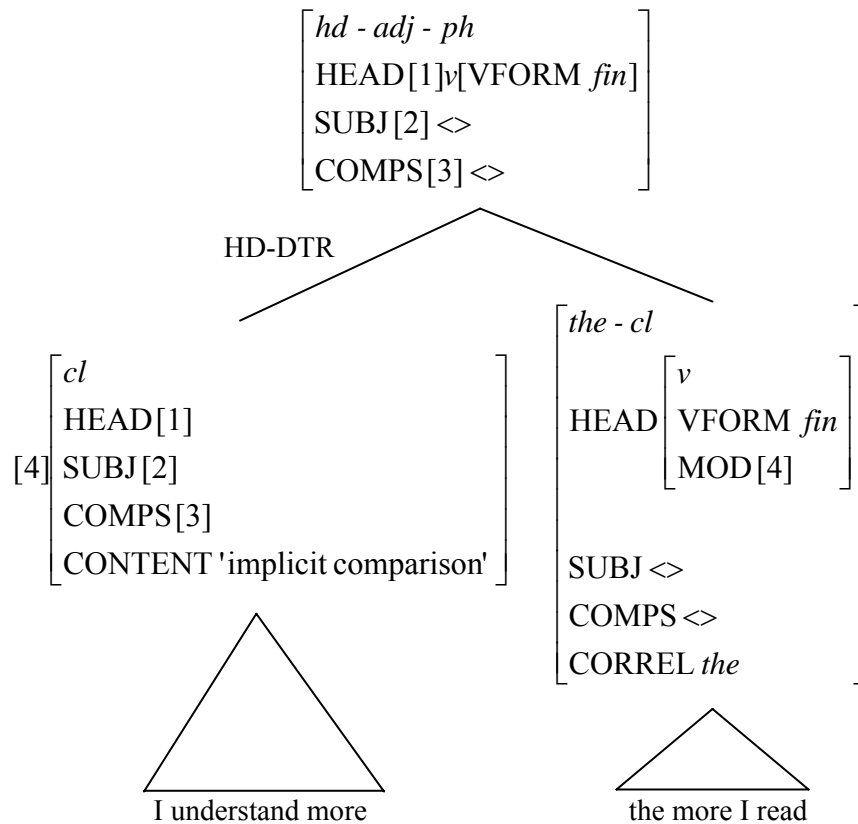 hd - adj - ph
HEAD[1]v[VFORM fin]
SUBJ[2] <>
COMPS[3] <>
HD-DTR
cl
HEAD[1]
[4] SUBJ[2]
COMPS[3]
CONTENT 'implicit comparison'
the - cl
v
HEAD VFORM fin
MOD[4]
SUBJ <>
COMPS <>
CORREL the
I understand more
the more I read